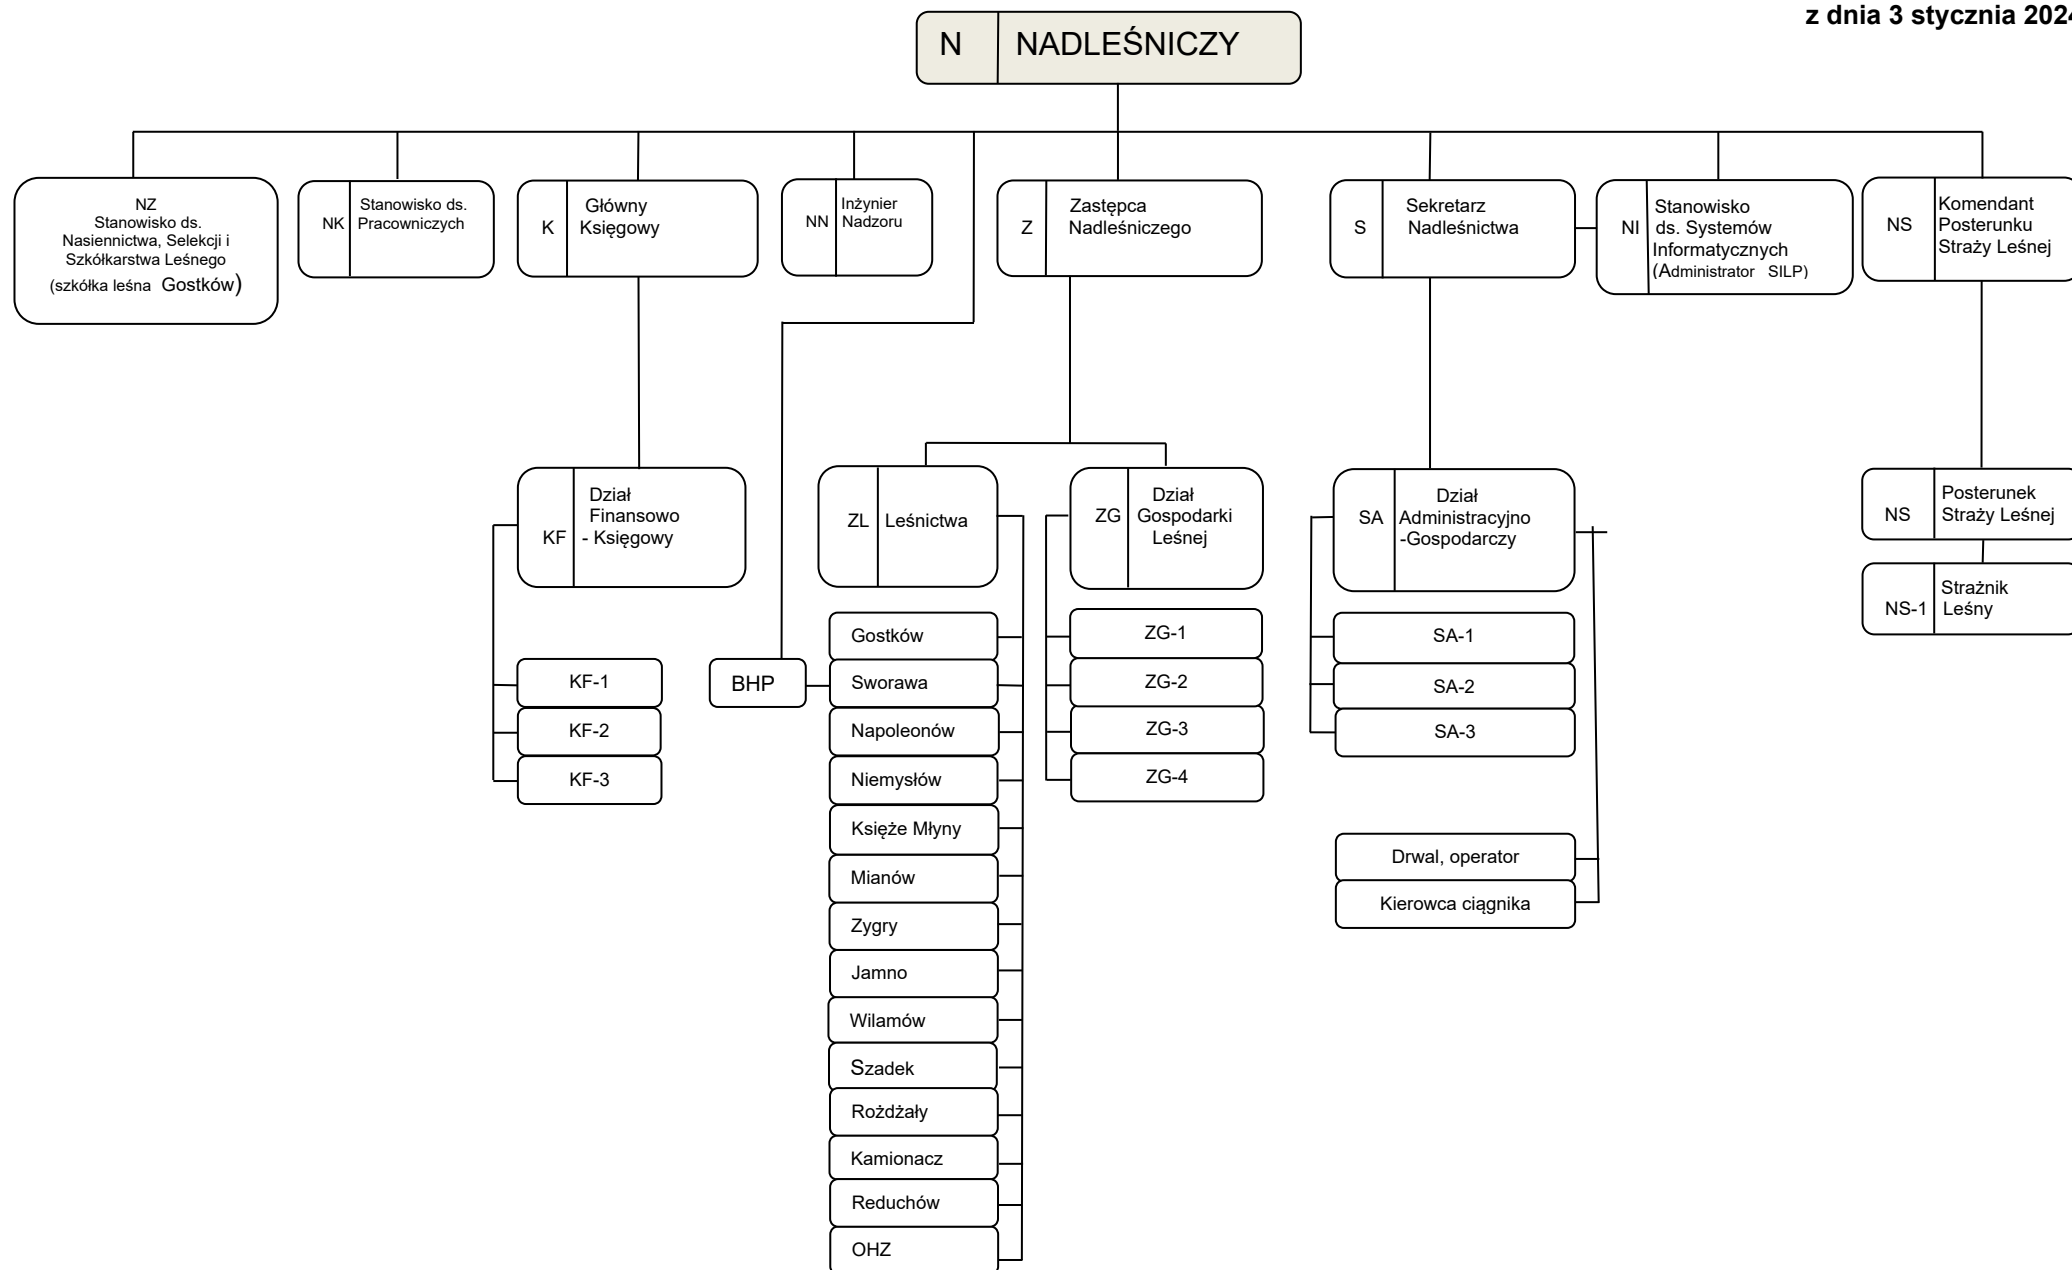 z dnia 3 stycznia 2024
N NADLEŚNICZY
NZ
Stanowisko ds.
Nasiennictwa, Selekcji i
Szkółkarstwa Leśnego
(szkółka leśna Gostków)
NK
Stanowisko ds.
Pracowniczych
K
Główny
Księgowy
NN
Inżynier
Nadzoru
Z
Zastępca
Nadleśniczego
S
Sekretarz
Nadleśnictwa
NI
Stanowisko
ds. Systemów
Informatycznych
(Administrator SILP)
NS
Komendant
Posterunku
Straży Leśnej
KF
Dział
Finansowo
- Księgowy
ZL
Leśnictwa
ZG
Dział
Gospodarki
Leśnej
SA
Dział
Administracyjno
-Gospodarczy
NS
Posterunek
Straży Leśnej
NS-1
Strażnik
Leśny
KF-1
KF-2
KF-3
BHP
Gostków
Sworawa
Napoleonów
Niemysłów
Księże Młyny
Mianów
Zygry
Jamno
Wilamów
Szadek
Rożdżały
Kamionacz
Reduchów
OHZ
ZG-1
ZG-2
ZG-3
ZG-4
SA-1
SA-2
SA-3
Drwal, operator
Kierowca ciągnika